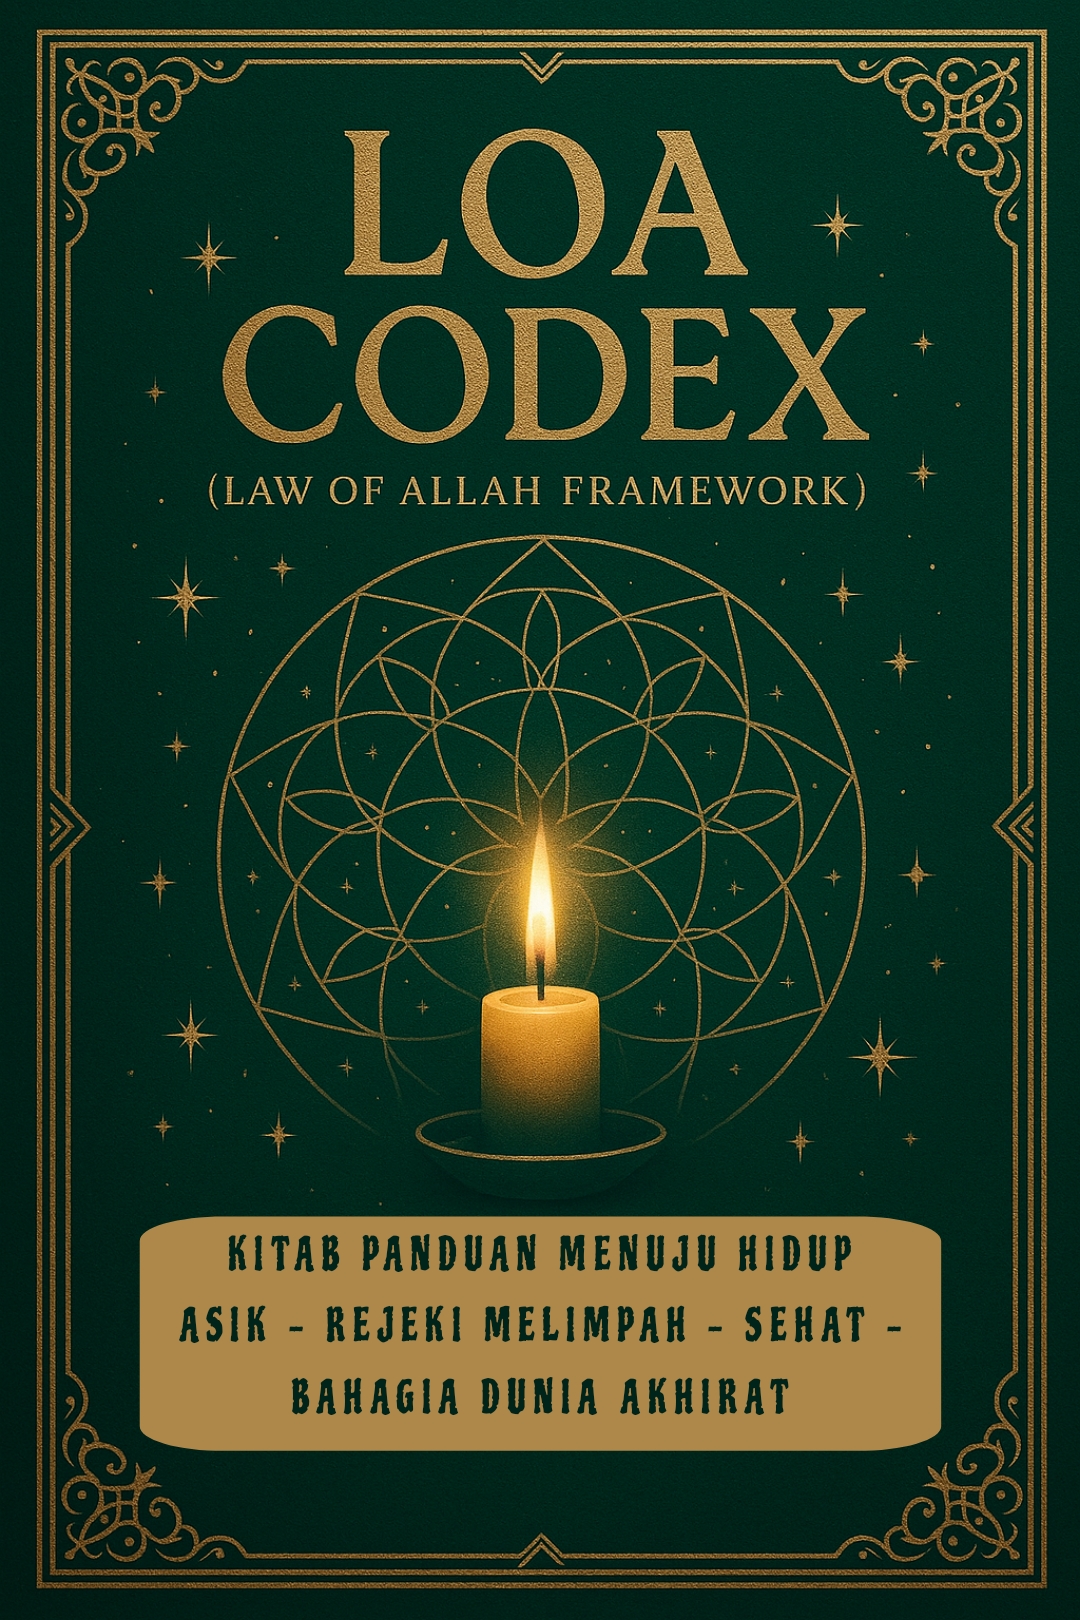 LOA
CODEX
(LAW OF ALLAH FRAMEWORK)
KITAB PANDUAN MENUJU HIDUP
ASIK - REJEKI MELIMPAH - SEHAT -
BAHAGIA DUNIA AKHIRAT